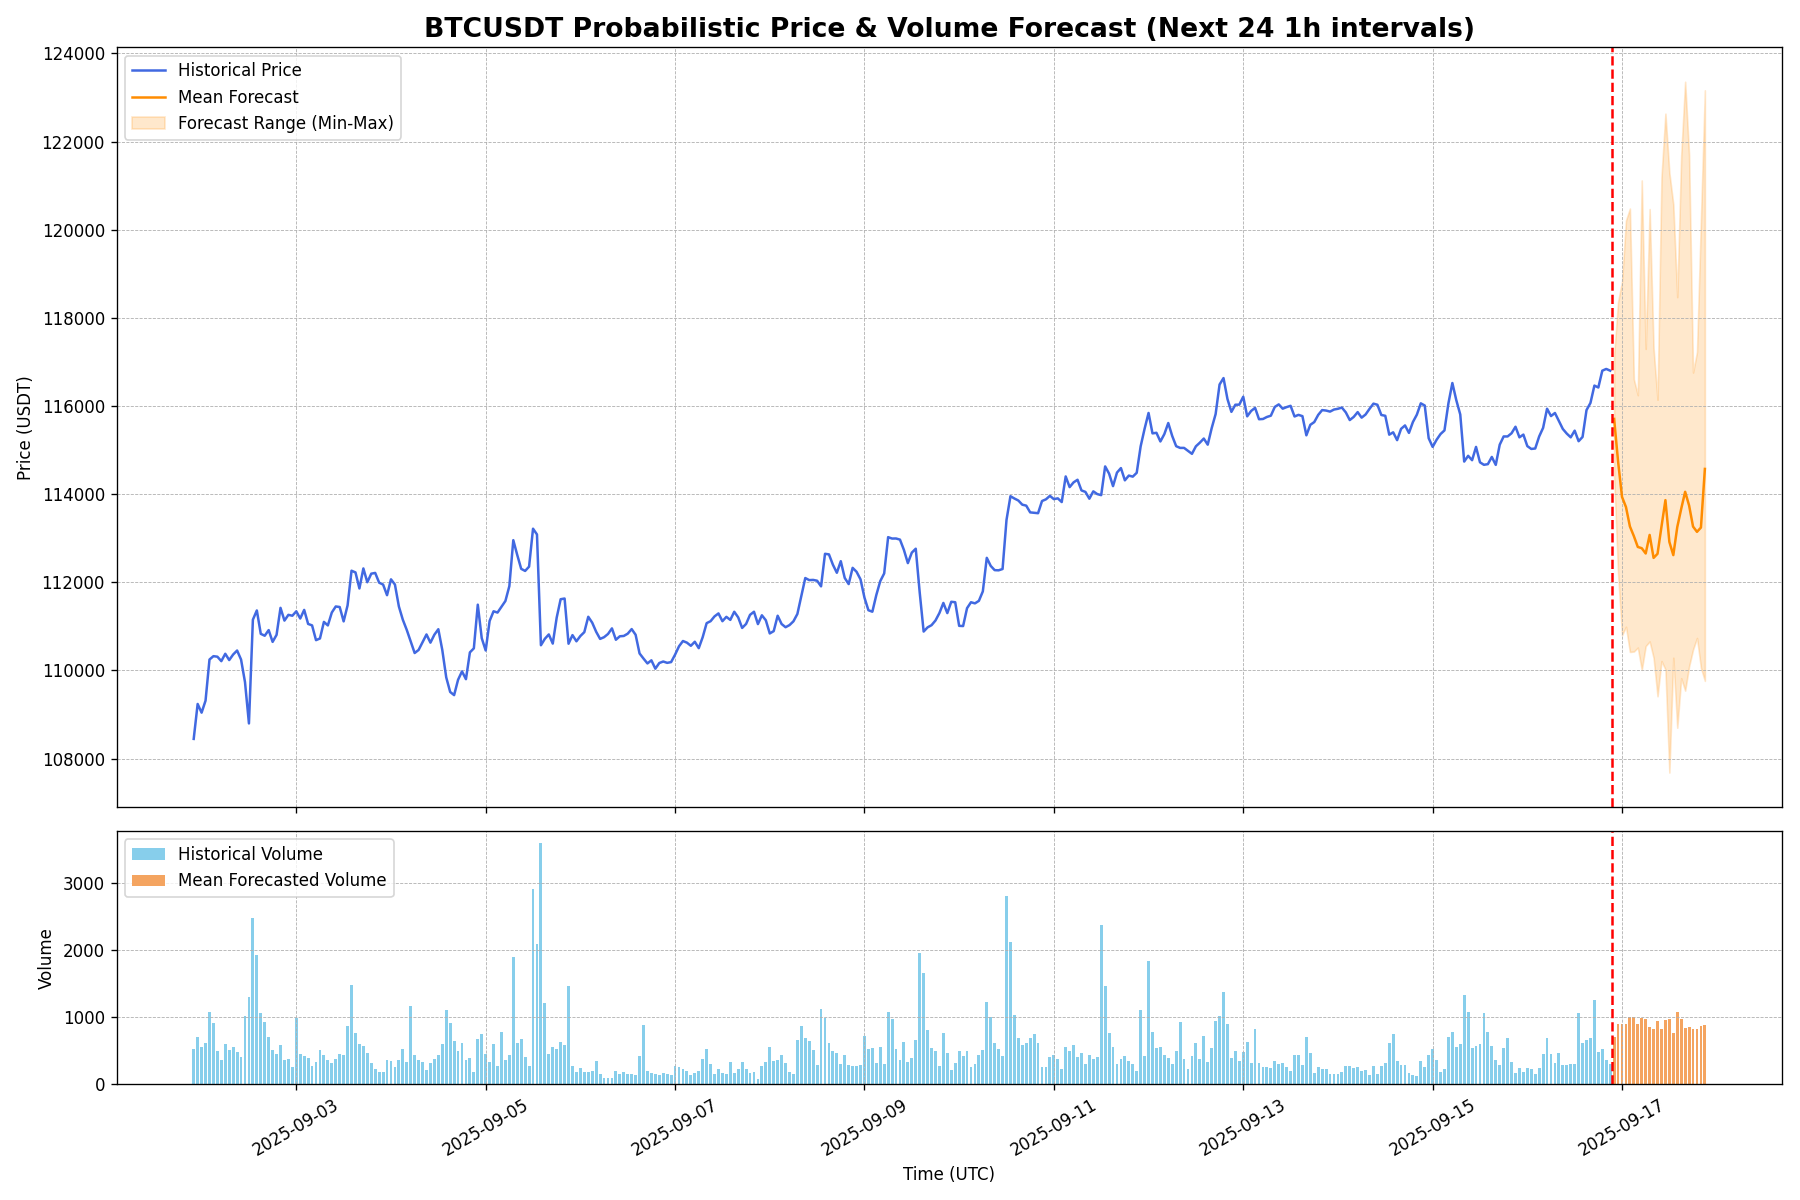 BTCUSDT Probabilistic Price & Volume Forecast (Next 24 1h intervals)
124000
122000
120000
118000
116000
114000
112000
110000
108000
Price (USDT)
Historical Price
Mean Forecast
Forecast Range (Min-Max)
3000
2000
1000
0
Volume
Historical Volume
Mean Forecasted Volume
2025-09-03
2025-09-05
2025-09-07
2025-09-09
2025-09-11
2025-09-13
2025-09-15
2025-09-17
Time (UTC)